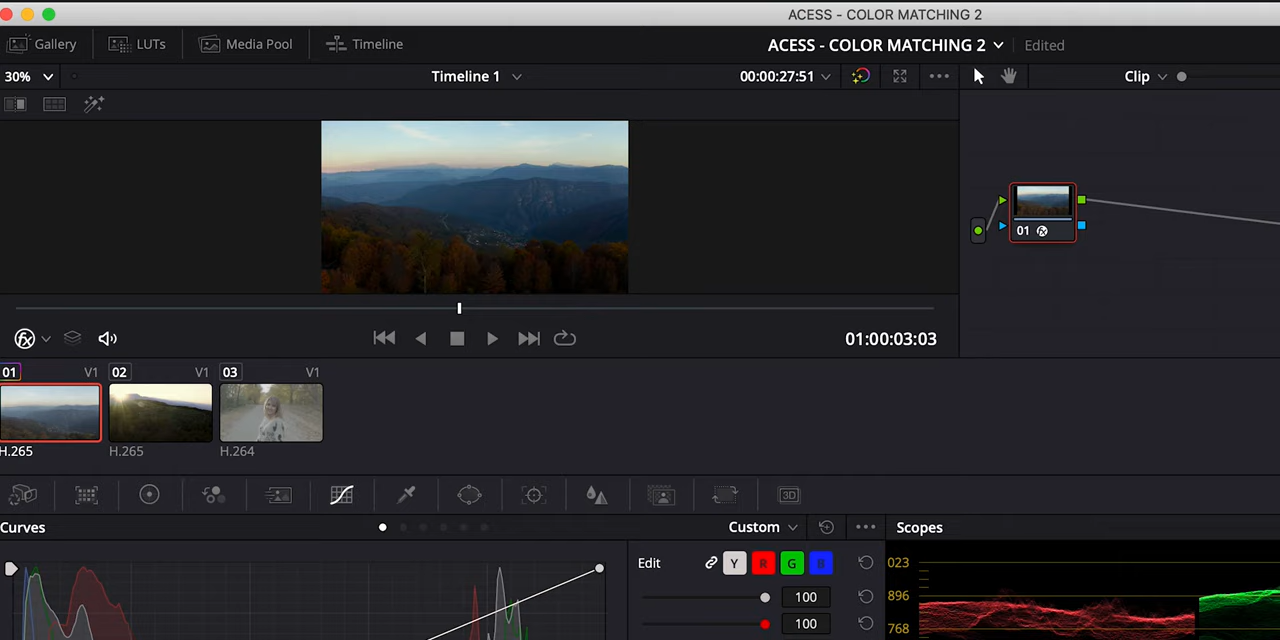 ACESS - COLOR MATCHING 2
Gallery LUTs Media Pool Timeline ACESS - COLOR MATCHING 2 Edited
30% Timeline 1 00:00:27:51 Clip
01
01:00:03:03
01 V1 02 V1 03 V1
H.265 H.265 H.264
3D
Curves Custom Scopes
Edit Y R G B 023
100 896
100 768